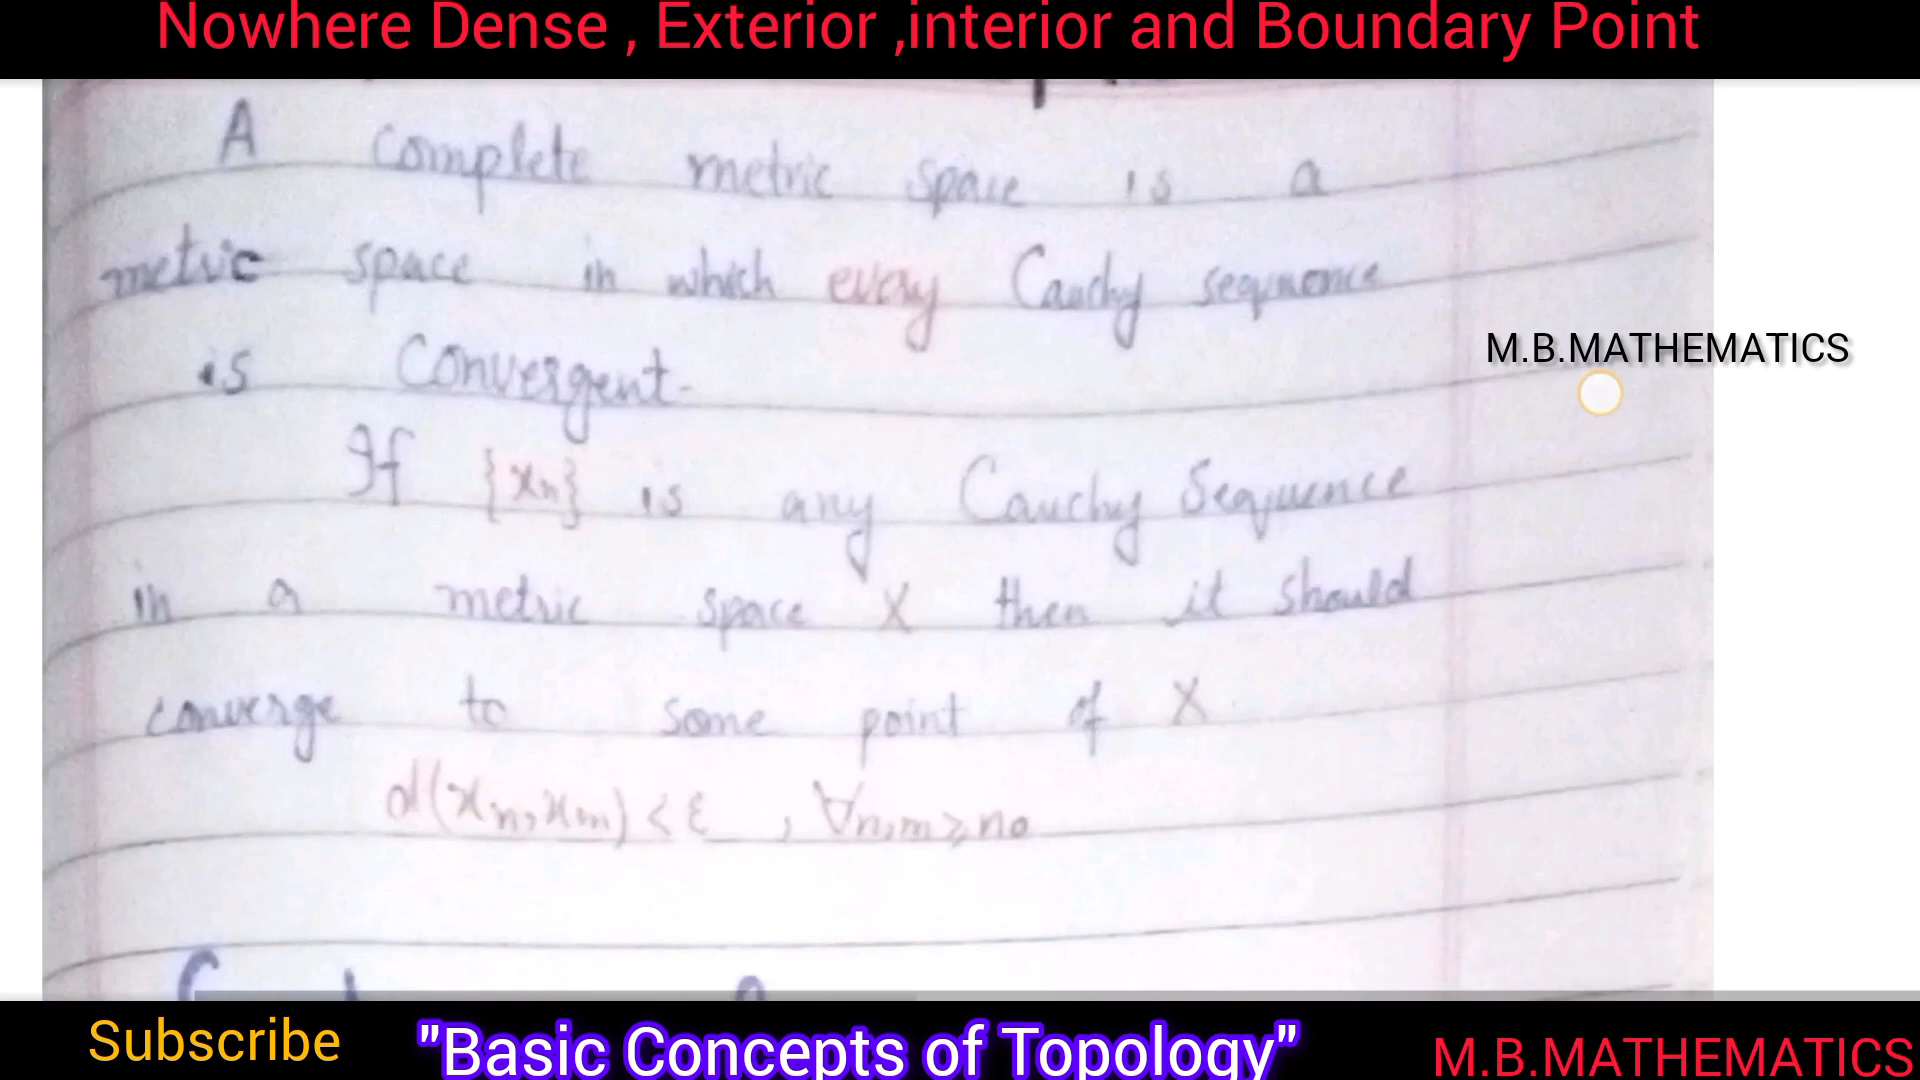 Nowhere Dense , Exterior ,interior and Boundary Point
A complete metric space is a
metric space in which every Cauchy sequence
is Convergent.
M.B.MATHEMATICS
If {xn} is any Cauchy Sequence
in a metric space X then it should
converge to some point of X
d(xn,xm) <ε , ∀n,m≥n₀
Subscribe "Basic Concepts of Topology" M.B.MATHEMATICS